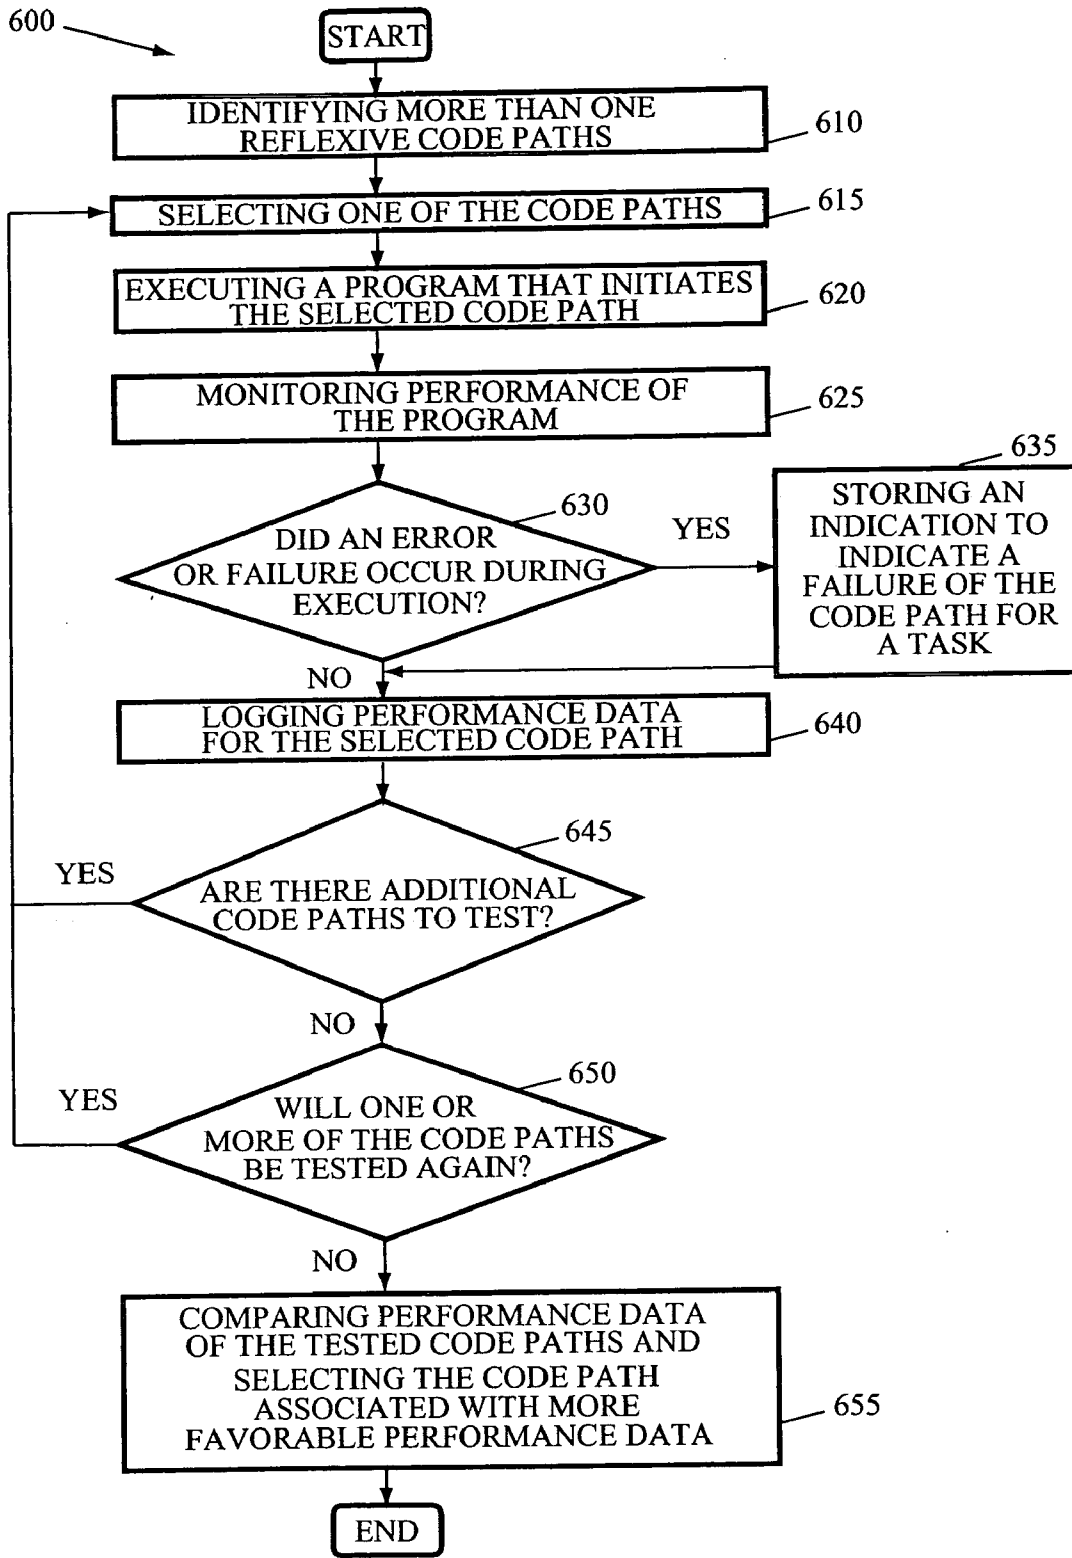 600
START
IDENTIFYING MORE THAN ONE
REFLEXIVE CODE PATHS
610
SELECTING ONE OF THE CODE PATHS
615
EXECUTING A PROGRAM THAT INITIATES
THE SELECTED CODE PATH
620
MONITORING PERFORMANCE OF
THE PROGRAM
625
630
DID AN ERROR
OR FAILURE OCCUR DURING
EXECUTION?
YES
635
STORING AN
INDICATION TO
INDICATE A
FAILURE OF THE
CODE PATH FOR
A TASK
NO
LOGGING PERFORMANCE DATA
FOR THE SELECTED CODE PATH
640
645
YES
ARE THERE ADDITIONAL
CODE PATHS TO TEST?
NO
650
YES
WILL ONE OR
MORE OF THE CODE PATHS
BE TESTED AGAIN?
NO
COMPARING PERFORMANCE DATA
OF THE TESTED CODE PATHS AND
SELECTING THE CODE PATH
ASSOCIATED WITH MORE
FAVORABLE PERFORMANCE DATA
655
END